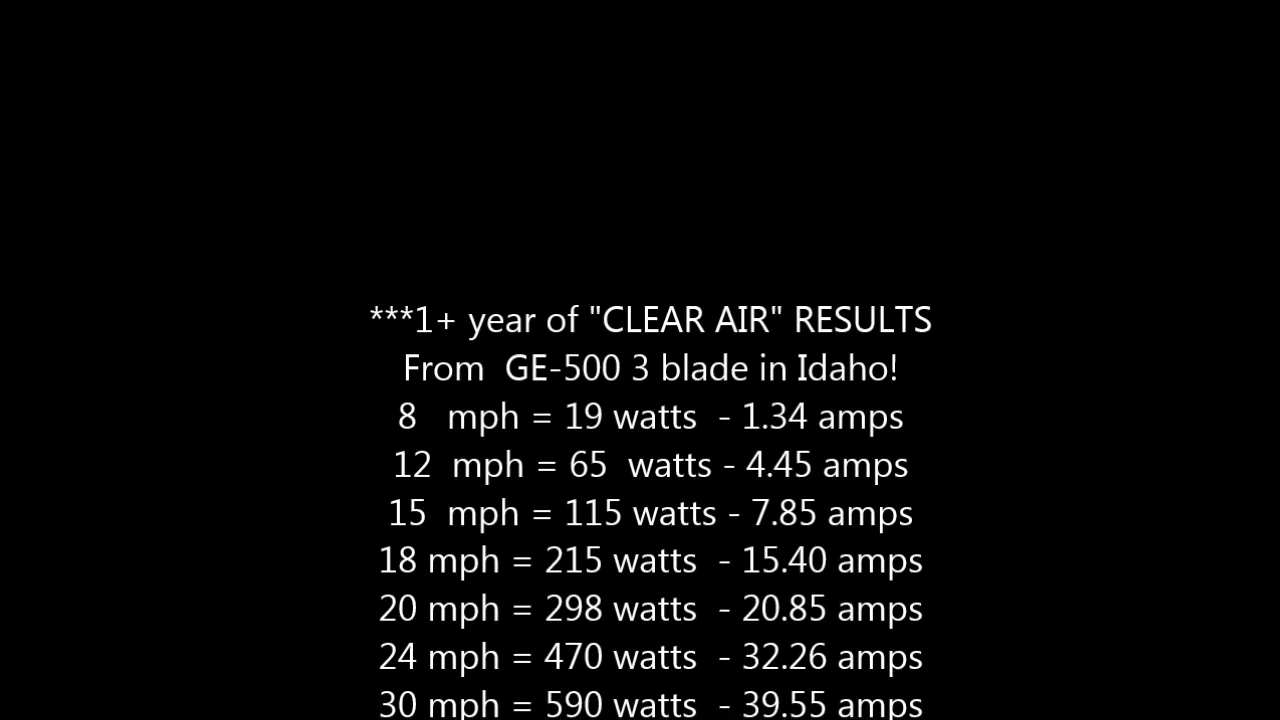 ***1+ year of "CLEAR AIR" RESULTS
From  GE-500 3 blade in Idaho!
8   mph = 19 watts  - 1.34 amps
12  mph = 65  watts - 4.45 amps
15  mph = 115 watts - 7.85 amps
18 mph = 215 watts  - 15.40 amps
20 mph = 298 watts  - 20.85 amps
24 mph = 470 watts  - 32.26 amps
30 mph = 590 watts  - 39.55 amps